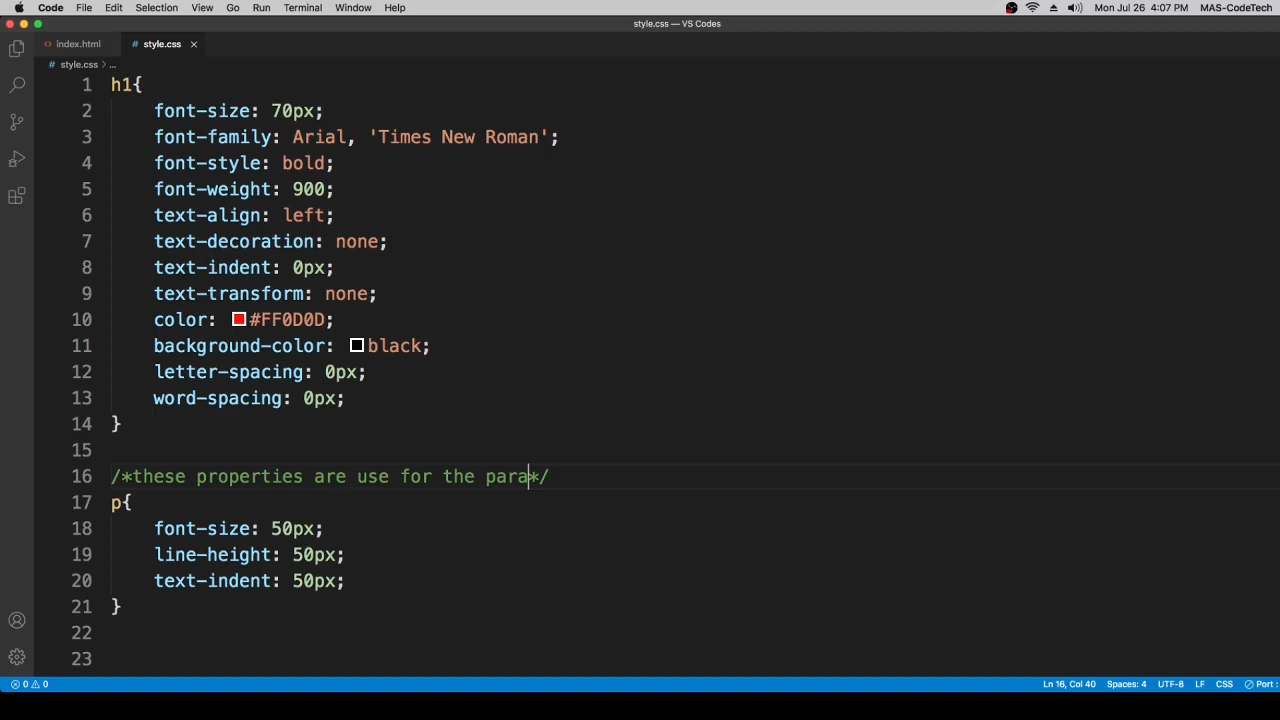 Code File Edit Selection View Go Run Terminal Window Help Mon Jul 26 4:07 PM MAS-CodeTech
style.css — VS Codes
index.html # style.css
# style.css > ...
1 h1{
2 font-size: 70px;
3 font-family: Arial, 'Times New Roman';
4 font-style: bold;
5 font-weight: 900;
6 text-align: left;
7 text-decoration: none;
8 text-indent: 0px;
9 text-transform: none;
10 color: #FF0D0D;
11 background-color: black;
12 letter-spacing: 0px;
13 word-spacing: 0px;
14 }
15
16 /*these properties are use for the para*/
17 p{
18 font-size: 50px;
19 line-height: 50px;
20 text-indent: 50px;
21 }
22
23
0 0 Ln 16, Col 40 Spaces: 4 UTF-8 LF CSS Port :